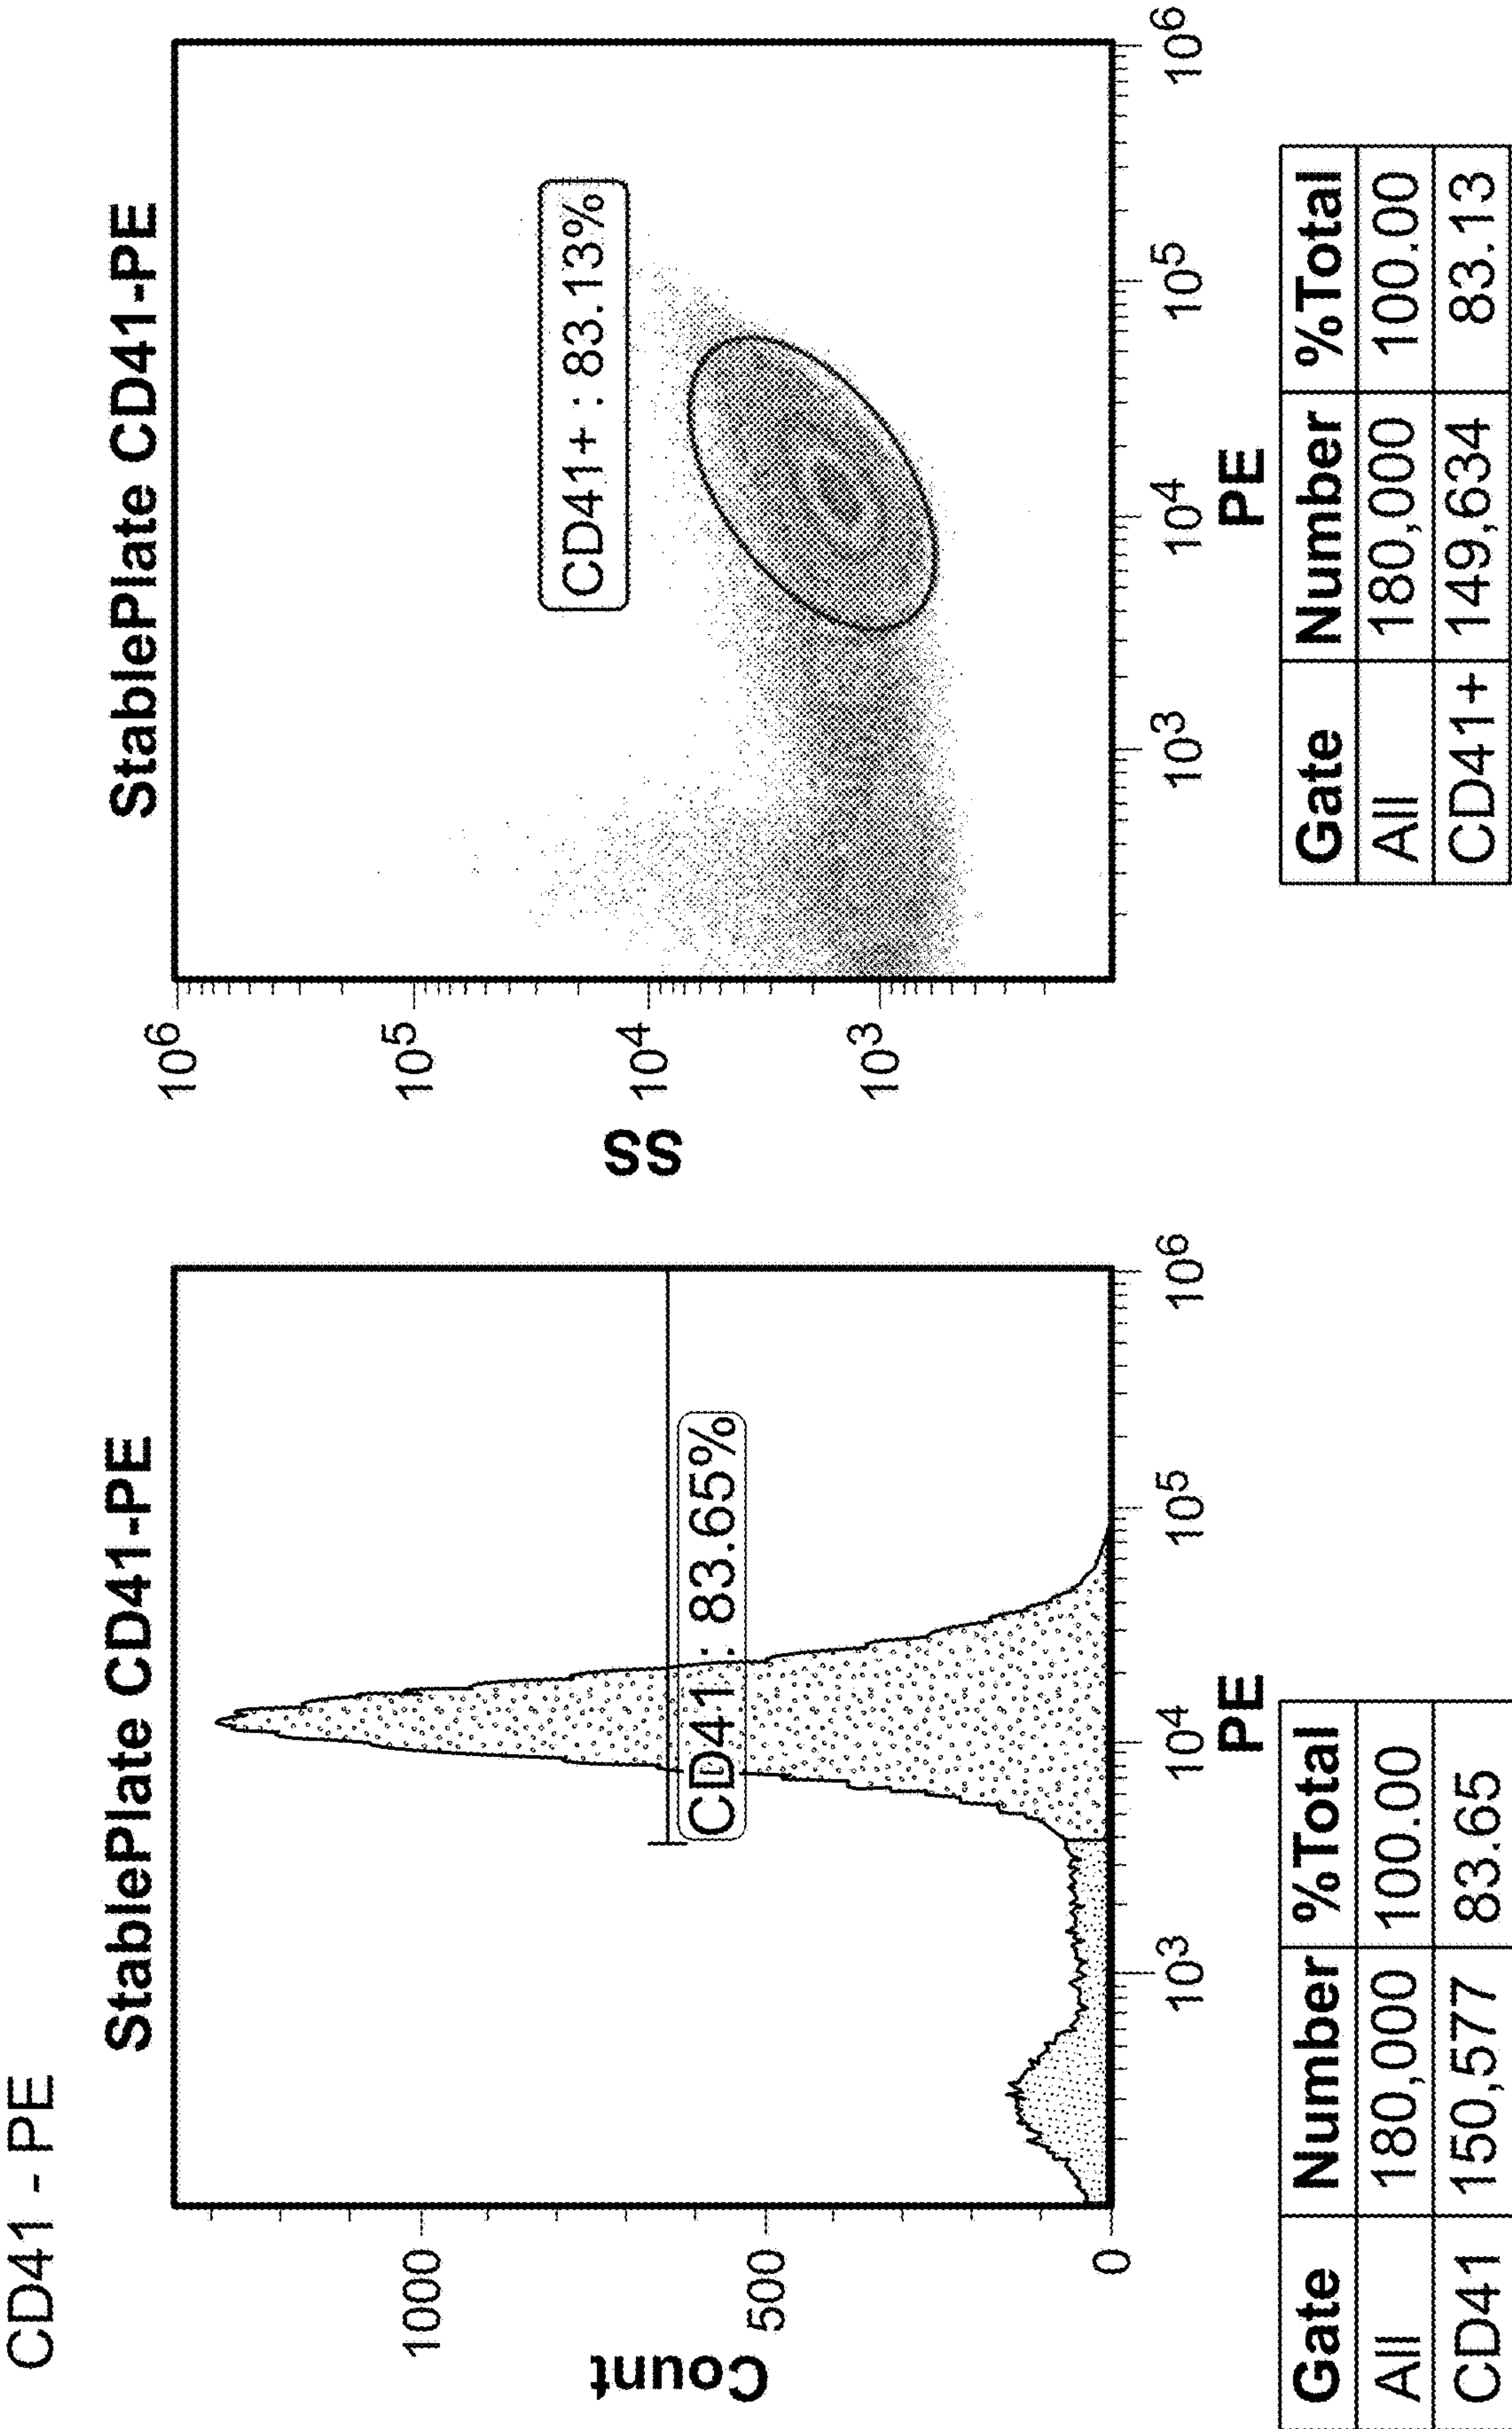 CD41 - PE
StablePlate CD41-PE
Count
1000
500
0
CD41 : 83.65%
10³
10⁴
10⁵
10⁶
PE
Gate Number %Total
All 180,000 100.00
CD41 150,577 83.65
StablePlate CD41-PE
SS
10⁶
10⁵
10⁴
10³
CD41+ : 83.13%
10³
10⁴
10⁵
10⁶
PE
Gate Number %Total
All 180,000 100.00
CD41+ 149,634 83.13